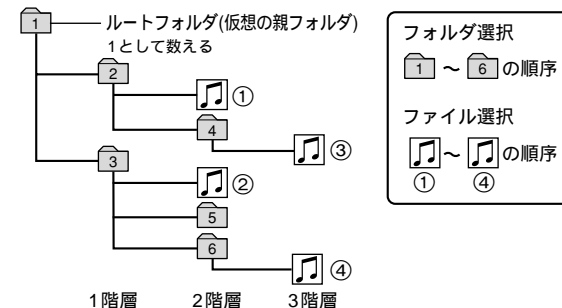 1 ルートフォルダ(仮想の親フォルダ)
1として数える
2
①
4
③
3
②
5
6
④
1階層 2階層 3階層
フォルダ選択
1 ～ 6 の順序
ファイル選択
～ の順序
① ④